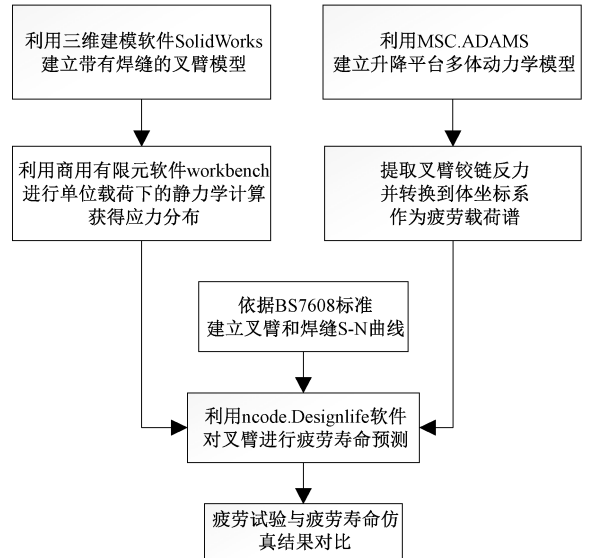 利用三维建模软件SolidWorks
建立带有焊缝的叉臂模型
利用MSC.ADAMS
建立升降平台多体动力学模型
利用商用有限元软件workbench
进行单位载荷下的静力学计算
获得应力分布
提取叉臂铰链反力
并转换到体坐标系
作为疲劳载荷谱
依据BS7608标准
建立叉臂和焊缝S-N曲线
利用ncode.Designlife软件
对叉臂进行疲劳寿命预测
疲劳试验与疲劳寿命仿
真结果对比